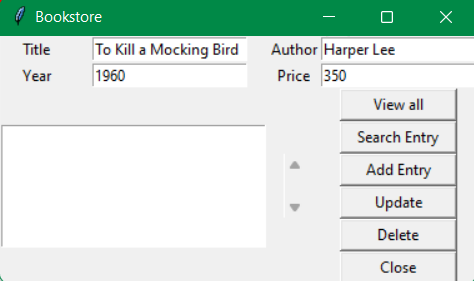 Bookstore
Title To Kill a Mocking Bird Author Harper Lee
Year 1960 Price 350
View all
Search Entry
Add Entry
Update
Delete
Close